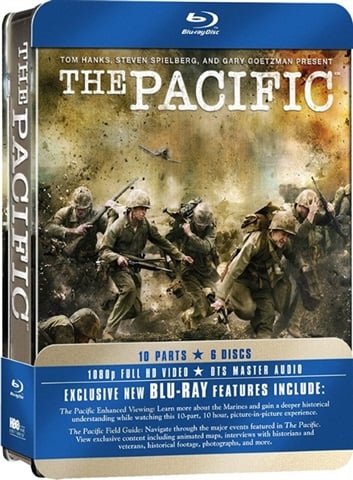 Blu-ray Disc
TOM HANKS, STEVEN SPIELBERG, AND GARY GOETZMAN PRESENT
THE PACIFIC™
THE PACIFIC
10 PARTS ★ 6 DISCS
1080p FULL HD VIDEO ★ DTS MASTER AUDIO
EXCLUSIVE NEW BLU-RAY FEATURES INCLUDE:
The Pacific Enhanced Viewing: Learn more about the Marines and gain a deeper historical
understanding while watching this 10-part, 10 hour, picture-in-picture experience.
The Pacific Field Guide: Navigate through the major events featured in The Pacific.
View exclusive content including animated maps, interviews with historians and
veterans, historical footage, photographs, and more.
HBO